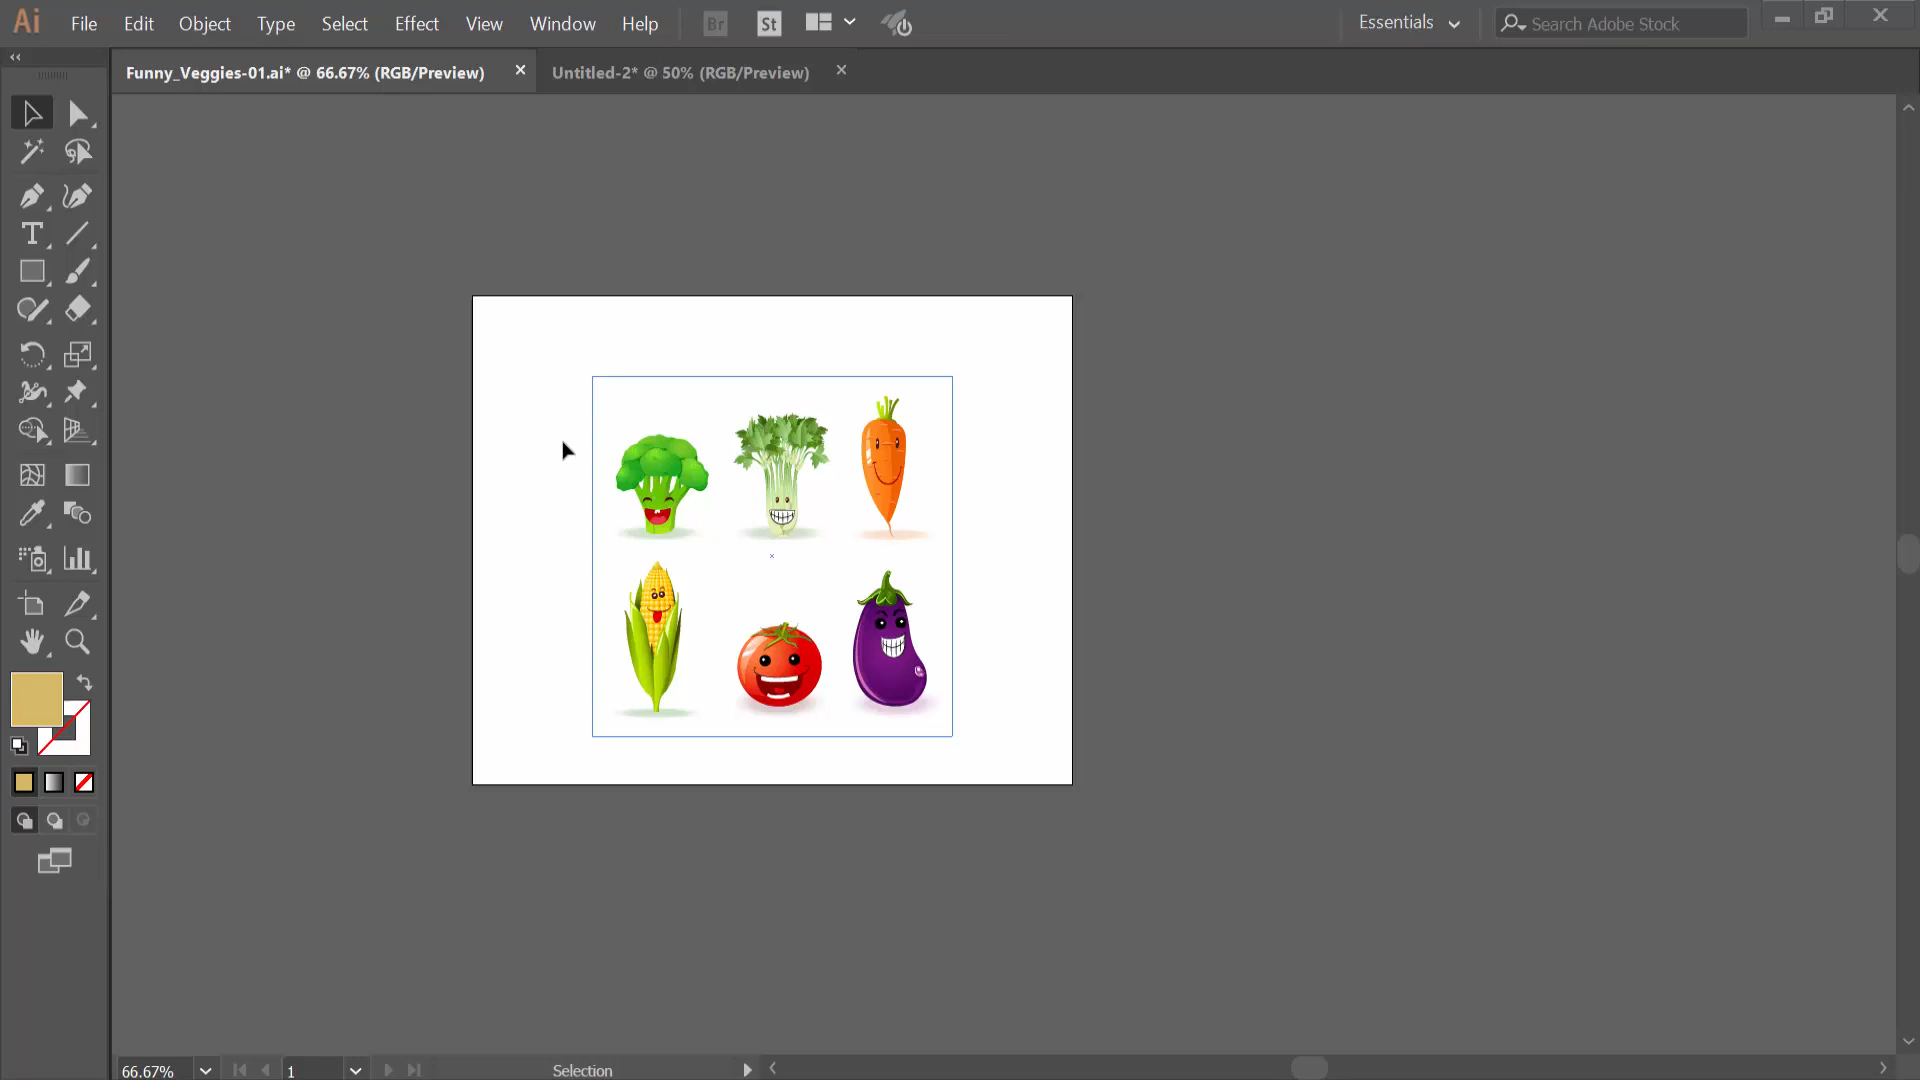 Ai File Edit Object Type Select Effect View Window Help Br St Essentials Search Adobe Stock
Funny_Veggies-01.ai* @ 66.67% (RGB/Preview) Untitled-2* @ 50% (RGB/Preview)
T
66.67% 1 Selection